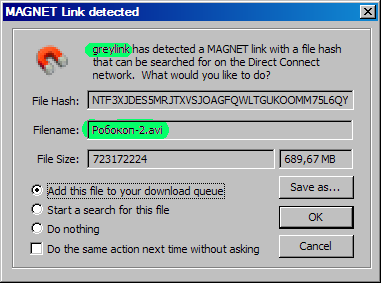 MAGNET Link detected
greylink has detected a MAGNET link with a file hash
that can be searched for on the Direct Connect
network. What would you like to do?
File Hash: NTF3XJDES5MRJTXVSJOAGFQWLTGUKOOMM75L6QY
Filename: Робокоп-2.avi
File Size: 723172224 689,67 MB
Add this file to your download queue
Save as...
Start a search for this file
OK
Do nothing
Do the same action next time without asking
Cancel